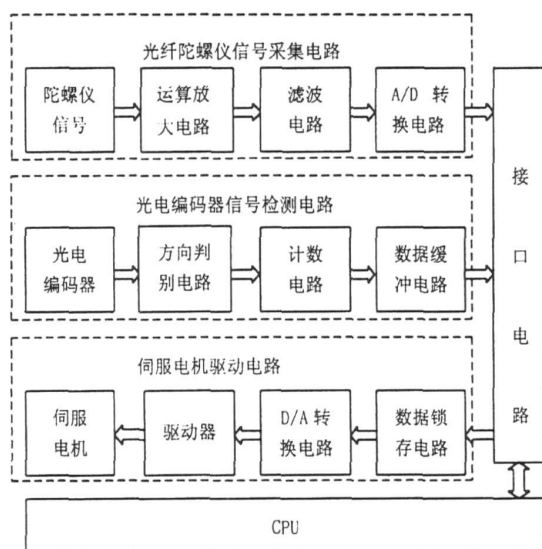 光纤陀螺仪信号采集电路
陀螺仪
信号
运算放
大电路
滤波
电路
A/D 转
换电路
光电编码器信号检测电路
光电
编码器
方向判
别电路
计数
电路
数据缓
冲电路
伺服电机驱动电路
伺服
电机
驱动器
D/A转
换电路
数据锁
存电路
接
口
电
路
CPU